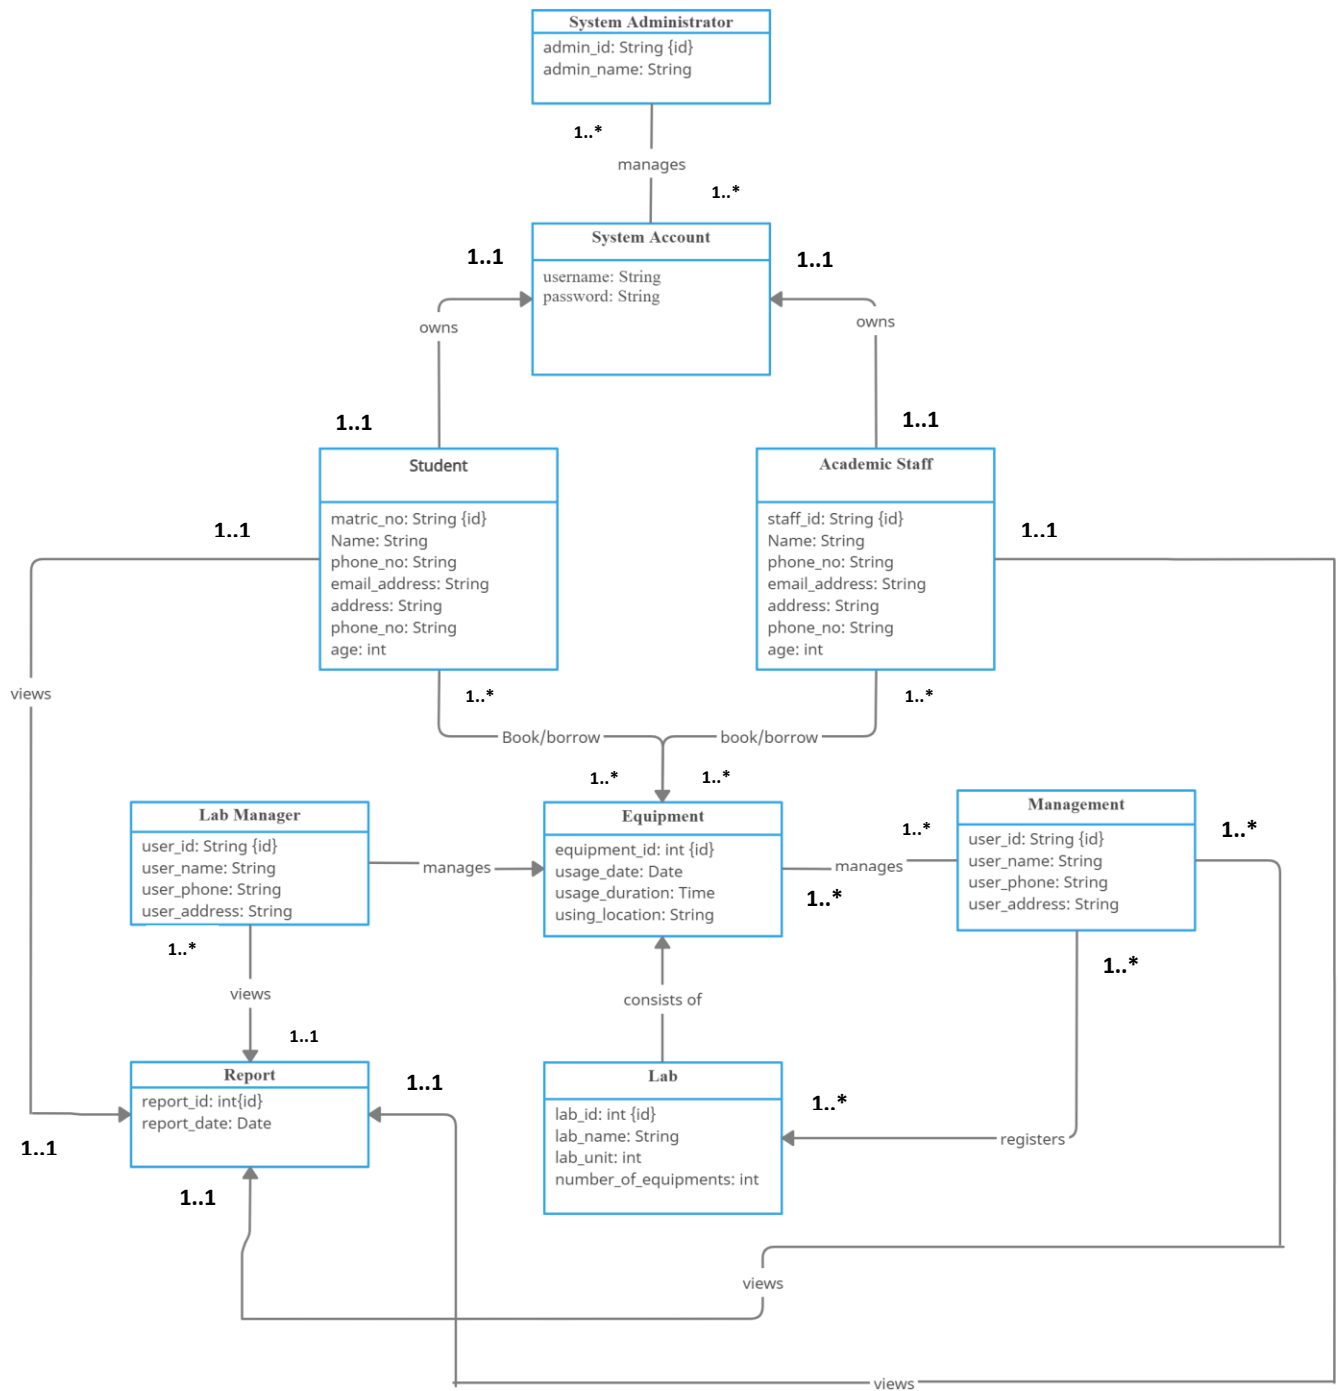 System Administrator
admin_id: String {id}
admin_name: String
1..*
manages
1..*
System Account
username: String
password: String
1..1
1..1
owns
owns
1..1
1..1
Student
matric_no: String {id}
Name: String
phone_no: String
email_address: String
address: String
phone_no: String
age: int
Academic Staff
staff_id: String {id}
Name: String
phone_no: String
email_address: String
address: String
phone_no: String
age: int
1..1
1..1
views
1..*
1..*
Book/borrow
book/borrow
1..*
1..*
Lab Manager
user_id: String {id}
user_name: String
user_phone: String
user_address: String
manages
Equipment
equipment_id: int {id}
usage_date: Date
usage_duration: Time
using_location: String
1..*
manages
1..*
Management
user_id: String {id}
user_name: String
user_phone: String
user_address: String
1..*
1..*
views
1..1
consists of
1..*
Report
report_id: int{id}
report_date: Date
1..1
1..1
1..1
Lab
lab_id: int {id}
lab_name: String
lab_unit: int
number_of_equipments: int
1..*
registers
views
views